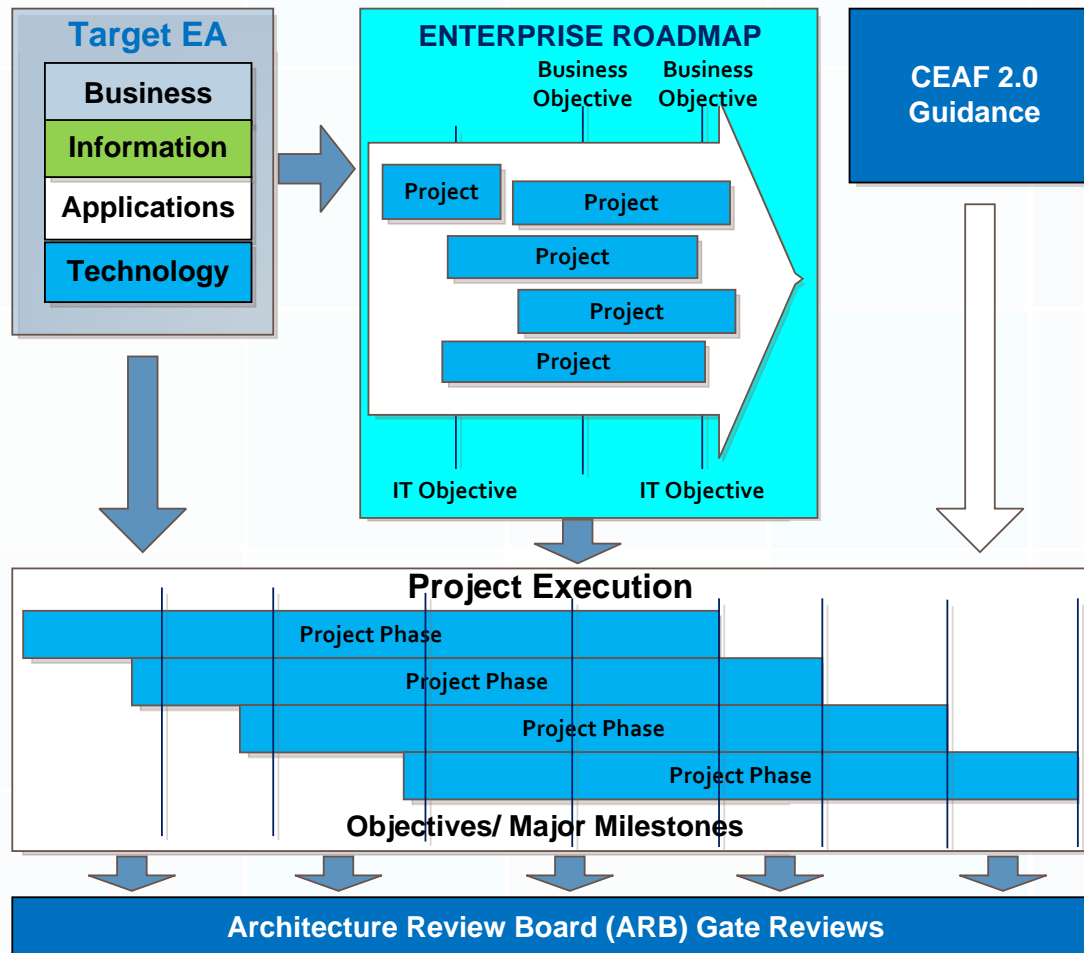 Target EA
Business
Information
Applications
Technology
ENTERPRISE ROADMAP
Business
Objective
Business
Objective
Project
Project
Project
Project
Project
IT Objective
IT Objective
CEAF 2.0
Guidance
Project Execution
Project Phase
Project Phase
Project Phase
Project Phase
Objectives/ Major Milestones
Architecture Review Board (ARB) Gate Reviews